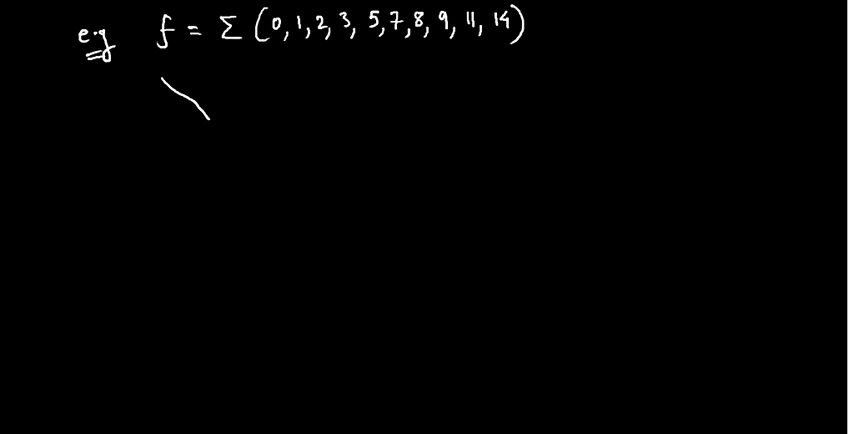 e.g f = Σ (0, 1, 2, 3, 5, 7, 8, 9, 11, 14)